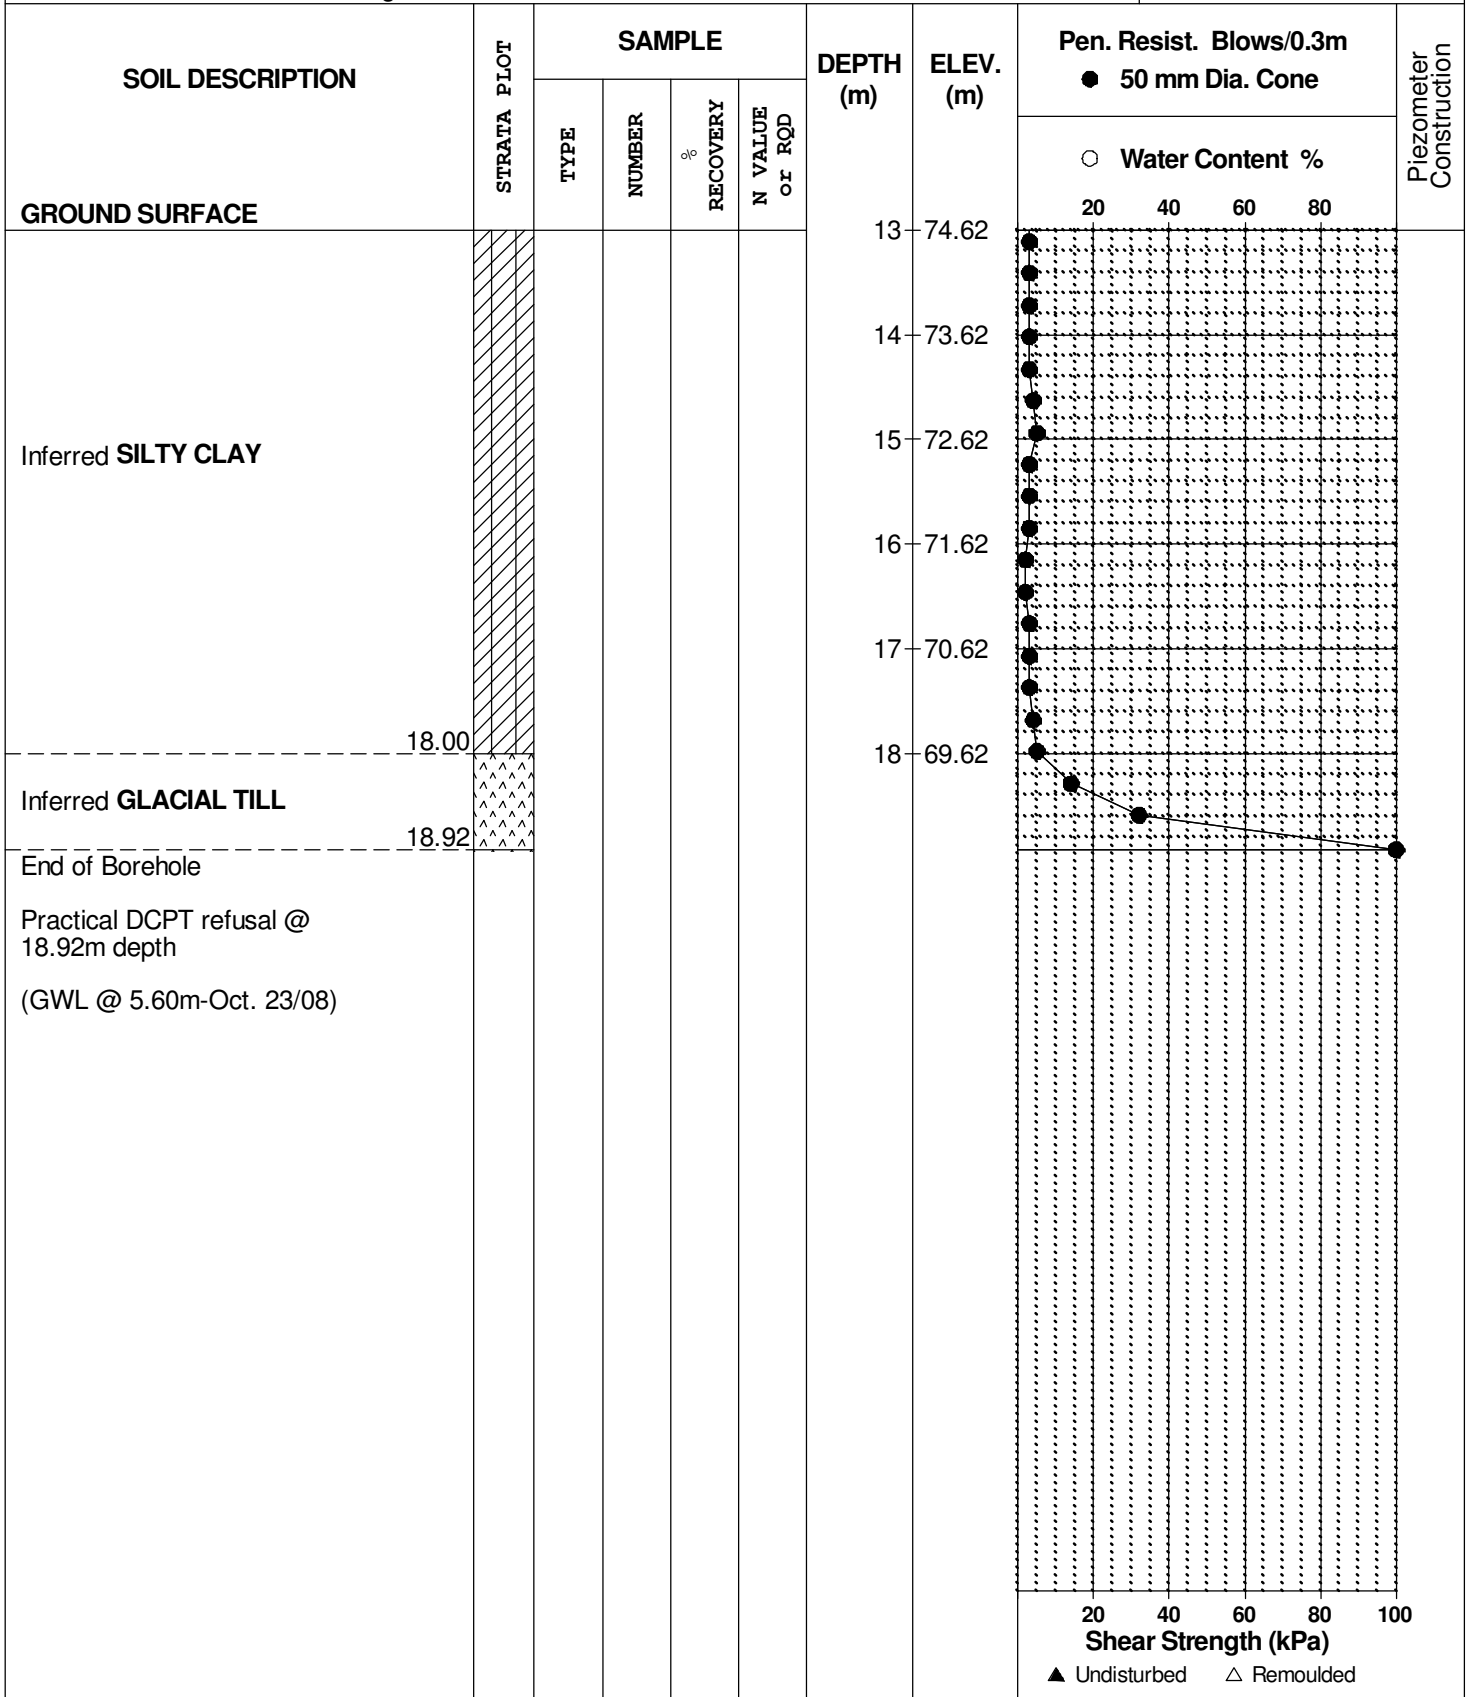 SOIL DESCRIPTION
GROUND SURFACE
STRATA PLOT
SAMPLE
TYPE
NUMBER
%
RECOVERY
N VALUE
or RQD
DEPTH
(m)
ELEV.
(m)
Pen. Resist. Blows/0.3m
● 50 mm Dia. Cone
○ Water Content %
20 40 60 80
Piezometer
Construction
13 74.62
14 73.62
Inferred SILTY CLAY
15 72.62
16 71.62
17 70.62
18.00
18 69.62
Inferred GLACIAL TILL
18.92
End of Borehole
Practical DCPT refusal @
18.92m depth
(GWL @ 5.60m-Oct. 23/08)
20 40 60 80 100
Shear Strength (kPa)
▲ Undisturbed △ Remoulded